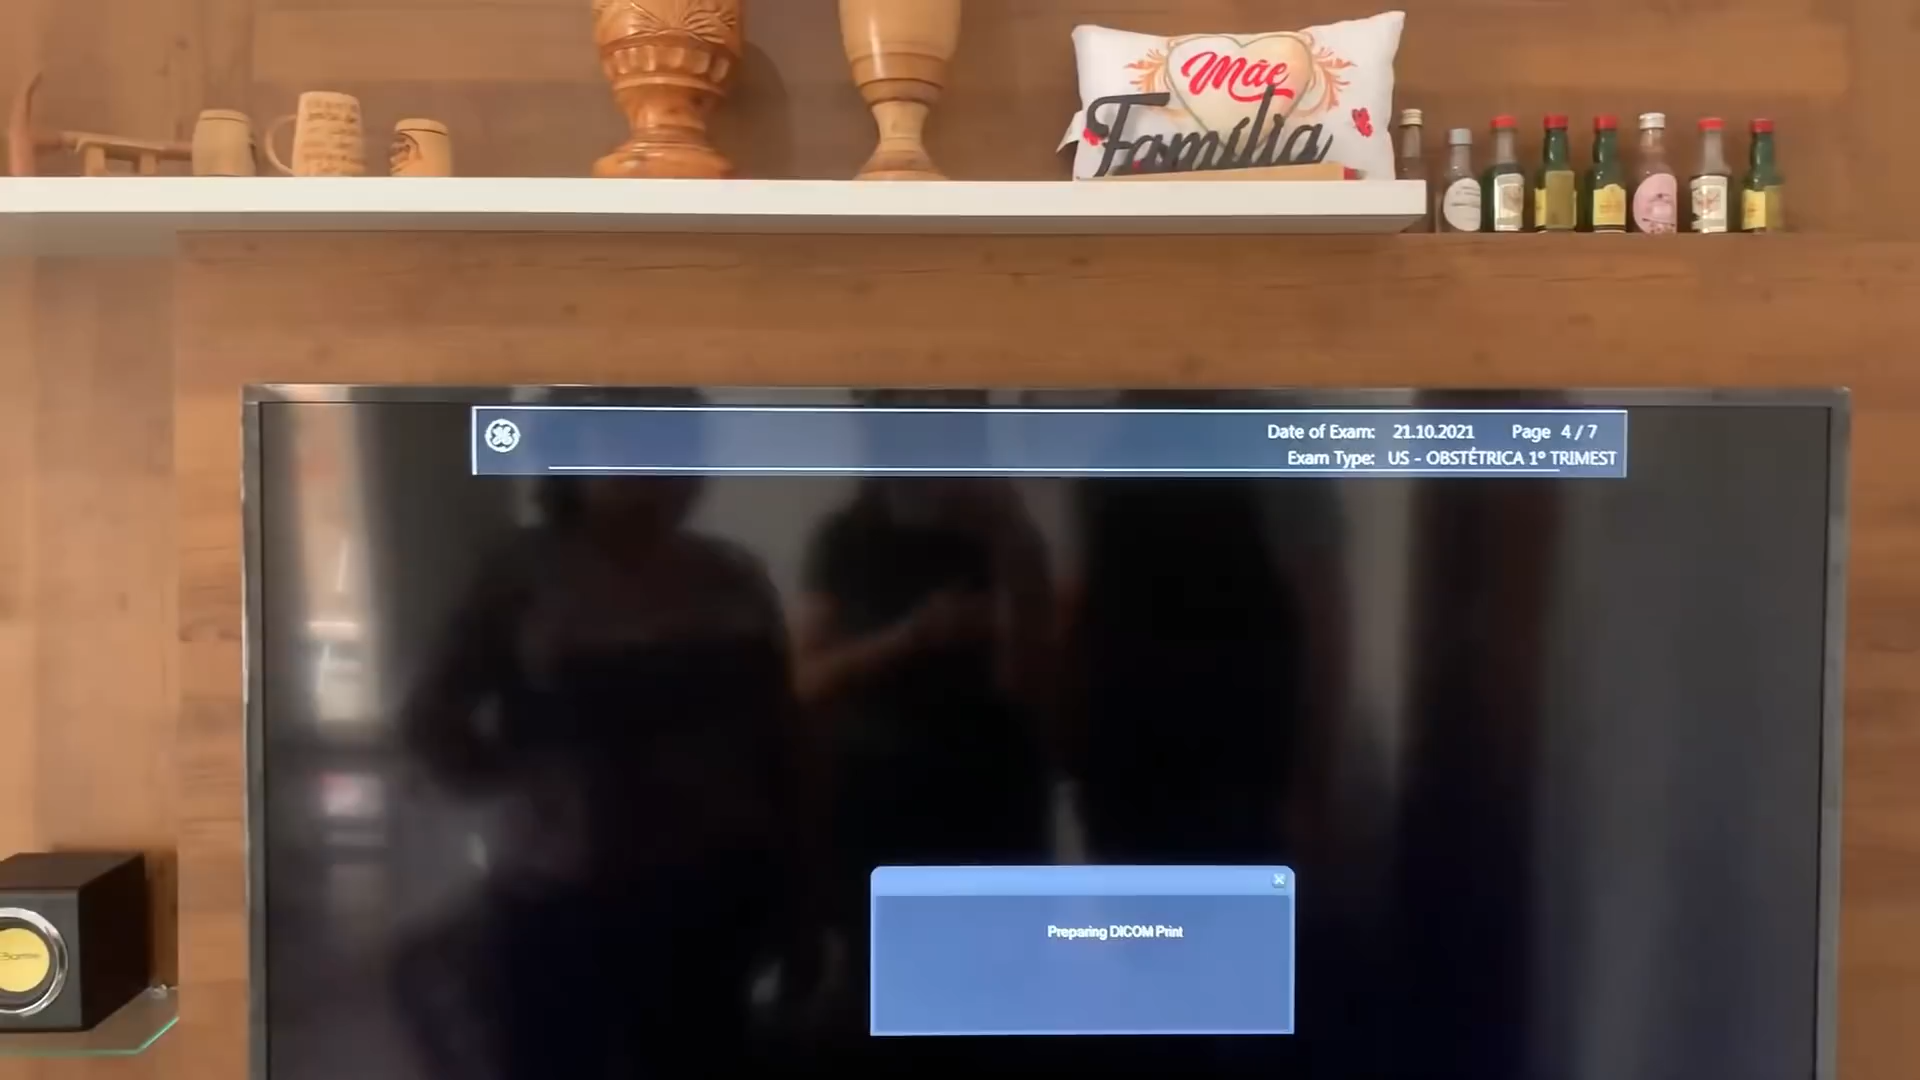 Mãe
Família
Date of Exam: 21.10.2021 Page 4 / 7
Exam Type: US - OBSTÉTRICA 1º TRIMEST
Preparing DICOM Print